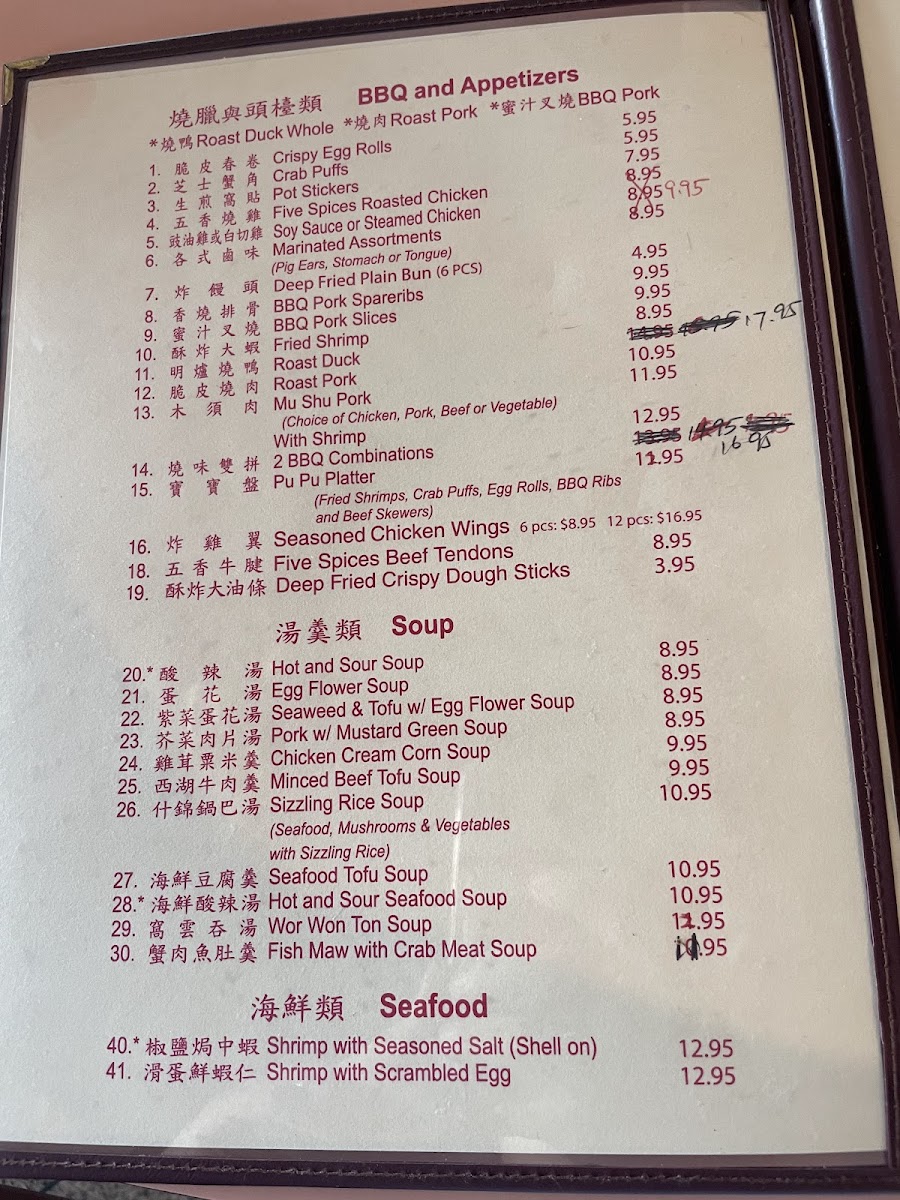 燒臘與頭檯類 BBQ and Appetizers
*燒鴨Roast Duck Whole *燒肉Roast Pork *蜜汁叉燒BBQ Pork
1. 脆皮春卷 Crispy Egg Rolls 5.95
2. 芝士蟹角 Crab Puffs 5.95
3. 生煎窩貼 Pot Stickers 7.95
4. 五香燒雞 Five Spices Roasted Chicken 8.95
5. 豉油雞或白切雞 Soy Sauce or Steamed Chicken 8.95 9.95
6. 各式鹵味 Marinated Assortments 8.95
(Pig Ears, Stomach or Tongue)
7. 炸饅頭 Deep Fried Plain Bun (6 PCS) 4.95
8. 香燒排骨 BBQ Pork Spareribs 9.95
9. 蜜汁叉燒 BBQ Pork Slices 9.95
10. 酥炸大蝦 Fried Shrimp 8.95
11. 明爐燒鴨 Roast Duck 14.95 17.95
12. 脆皮燒肉 Roast Pork 10.95
13. 木須肉 Mu Shu Pork 11.95
(Choice of Chicken, Pork, Beef or Vegetable)
With Shrimp 12.95
14. 燒味雙拼 2 BBQ Combinations 13.95 16.95
15. 寶寶盤 Pu Pu Platter
(Fried Shrimps, Crab Puffs, Egg Rolls, BBQ Ribs
and Beef Skewers)
16. 炸雞翼 Seasoned Chicken Wings 6 pcs: $8.95 12 pcs: $16.95
18. 五香牛腱 Five Spices Beef Tendons 8.95
19. 酥炸大油條 Deep Fried Crispy Dough Sticks 3.95
湯羹類 Soup
20.* 酸辣湯 Hot and Sour Soup 8.95
21. 蛋花湯 Egg Flower Soup 8.95
22. 紫菜蛋花湯 Seaweed & Tofu w/ Egg Flower Soup 8.95
23. 芥菜肉片湯 Pork w/ Mustard Green Soup 8.95
24. 雞茸粟米羹 Chicken Cream Corn Soup 9.95
25. 西湖牛肉羹 Minced Beef Tofu Soup 9.95
26. 什錦鍋巴湯 Sizzling Rice Soup 10.95
(Seafood, Mushrooms & Vegetables
with Sizzling Rice)
27. 海鮮豆腐羹 Seafood Tofu Soup 10.95
28.* 海鮮酸辣湯 Hot and Sour Seafood Soup 10.95
29. 窩雲吞湯 Wor Won Ton Soup
30. 蟹肉魚肚羹 Fish Maw with Crab Meat Soup 11.95
海鮮類 Seafood
40.* 椒鹽焗中蝦 Shrimp with Seasoned Salt (Shell on) 12.95
41. 滑蛋鮮蝦仁 Shrimp with Scrambled Egg 12.95